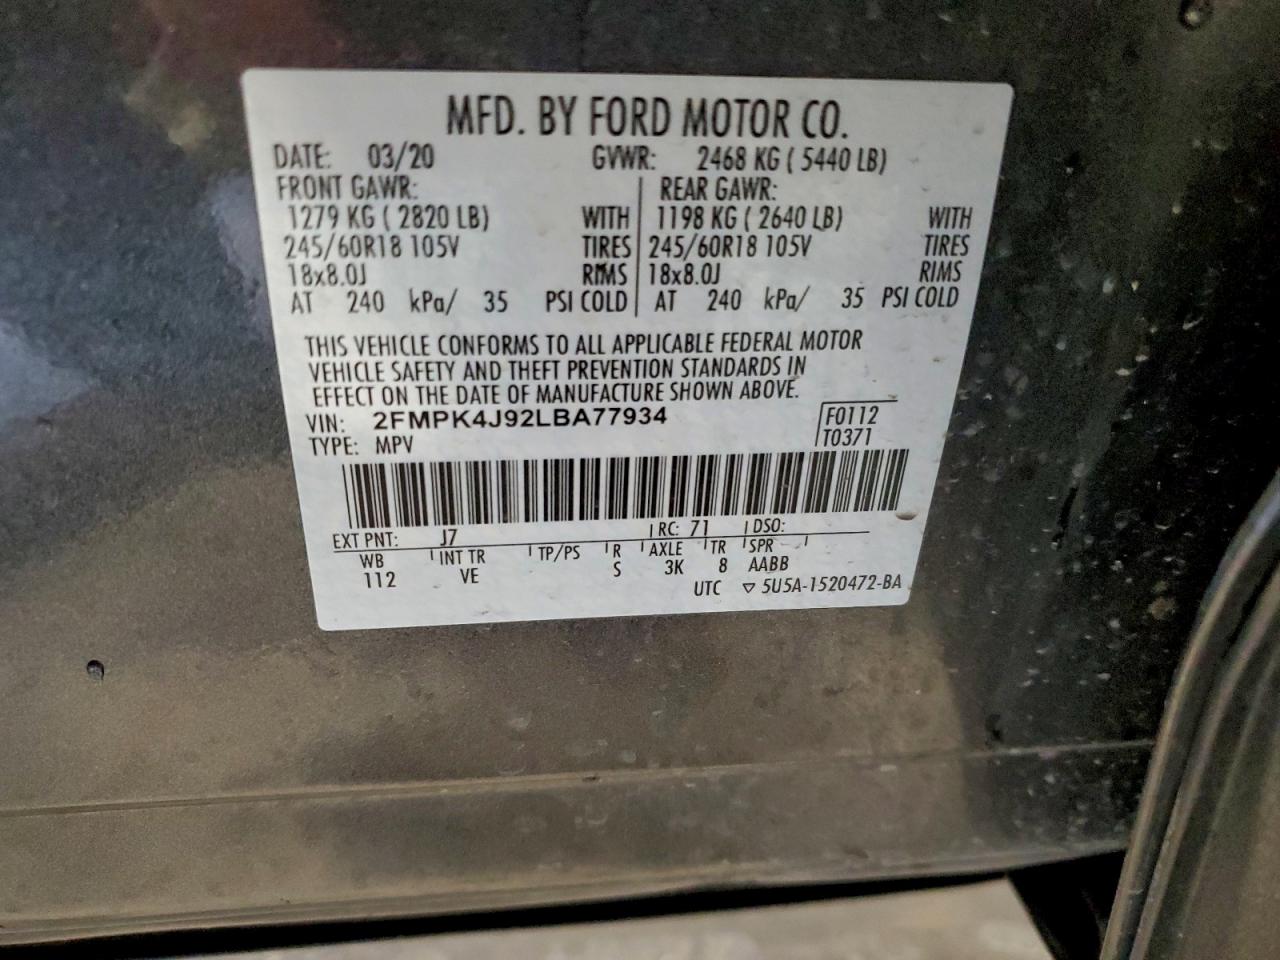 MFD. BY FORD MOTOR CO.
DATE: 03/20 GVWR: 2468 KG ( 5440 LB)
FRONT GAWR: REAR GAWR:
1279 KG ( 2820 LB) WITH 1198 KG ( 2640 LB) WITH
245/60R18 105V TIRES 245/60R18 105V TIRES
18x8.0J RIMS 18x8.0J RIMS
AT 240 kPa/ 35 PSI COLD AT 240 kPa/ 35 PSI COLD
THIS VEHICLE CONFORMS TO ALL APPLICABLE FEDERAL MOTOR
VEHICLE SAFETY AND THEFT PREVENTION STANDARDS IN
EFFECT ON THE DATE OF MANUFACTURE SHOWN ABOVE.
VIN: 2FMPK4J92LBA77934 F0112
TYPE: MPV T0371
EXT PNT: J7 RC: 71 DSO:
WB INT TR TP/PS R AXLE TR SPR
112 VE S 3K 8 AABB
UTC ▽ 5U5A-1520472-BA